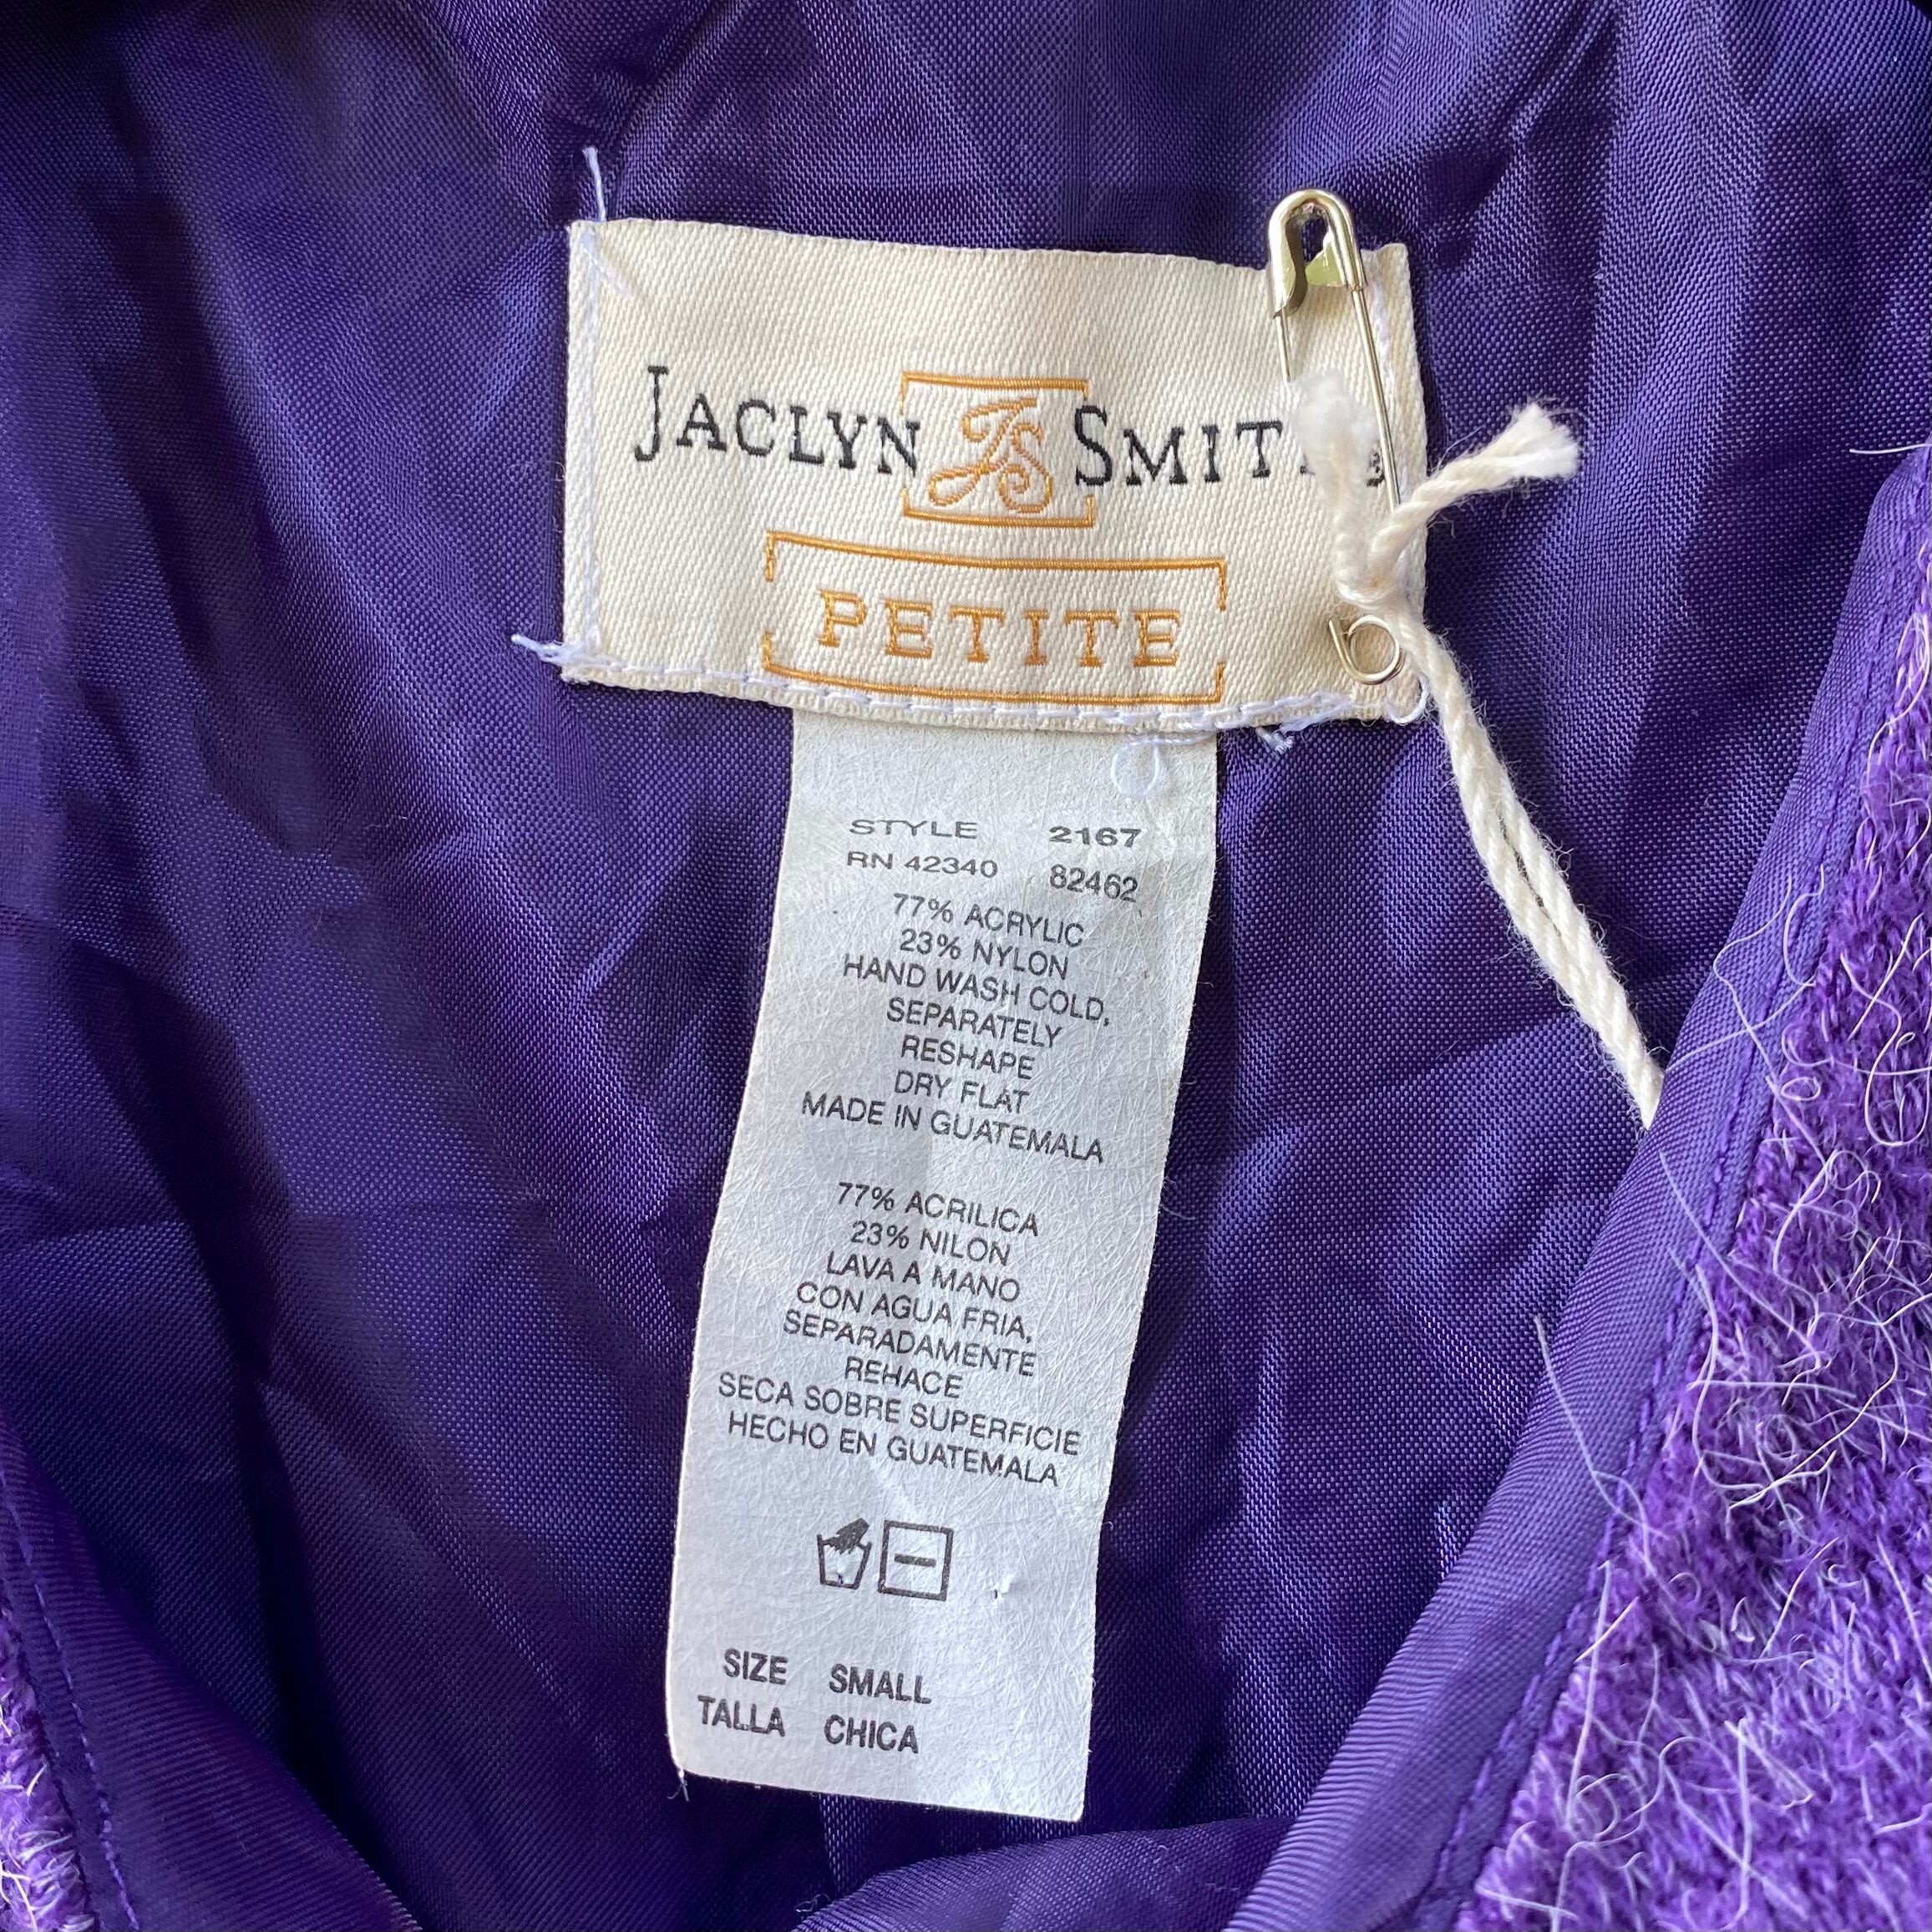 JACLYN JS
PETITE
STYLE 2167
RN 42340 82462
77% ACRYLIC
23% NYLON
HAND WASH COLD,
SEPARATELY
RESHAPE
DRY FLAT
MADE IN GUATEMALA
77% ACRILICA
23% NILON
LAVA A MANO
CON AGUA FRIA,
SEPARADAMENTE
REHACE
SECA SOBRE SUPERFICIE
HECHO EN GUATEMALA
SIZE SMALL
TALLA CHICA